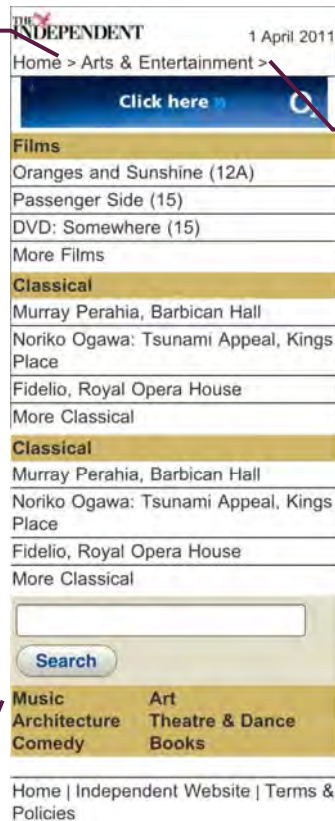 THE
INDEPENDENT
1 April 2011
Home > Arts & Entertainment >
Click here »
Films
Oranges and Sunshine (12A)
Passenger Side (15)
DVD: Somewhere (15)
More Films
Classical
Murray Perahia, Barbican Hall
Noriko Ogawa: Tsunami Appeal, Kings
Place
Fidelio, Royal Opera House
More Classical
Classical
Murray Perahia, Barbican Hall
Noriko Ogawa: Tsunami Appeal, Kings
Place
Fidelio, Royal Opera House
More Classical
Search
Music Art
Architecture Theatre & Dance
Comedy Books
Home | Independent Website | Terms &
Policies